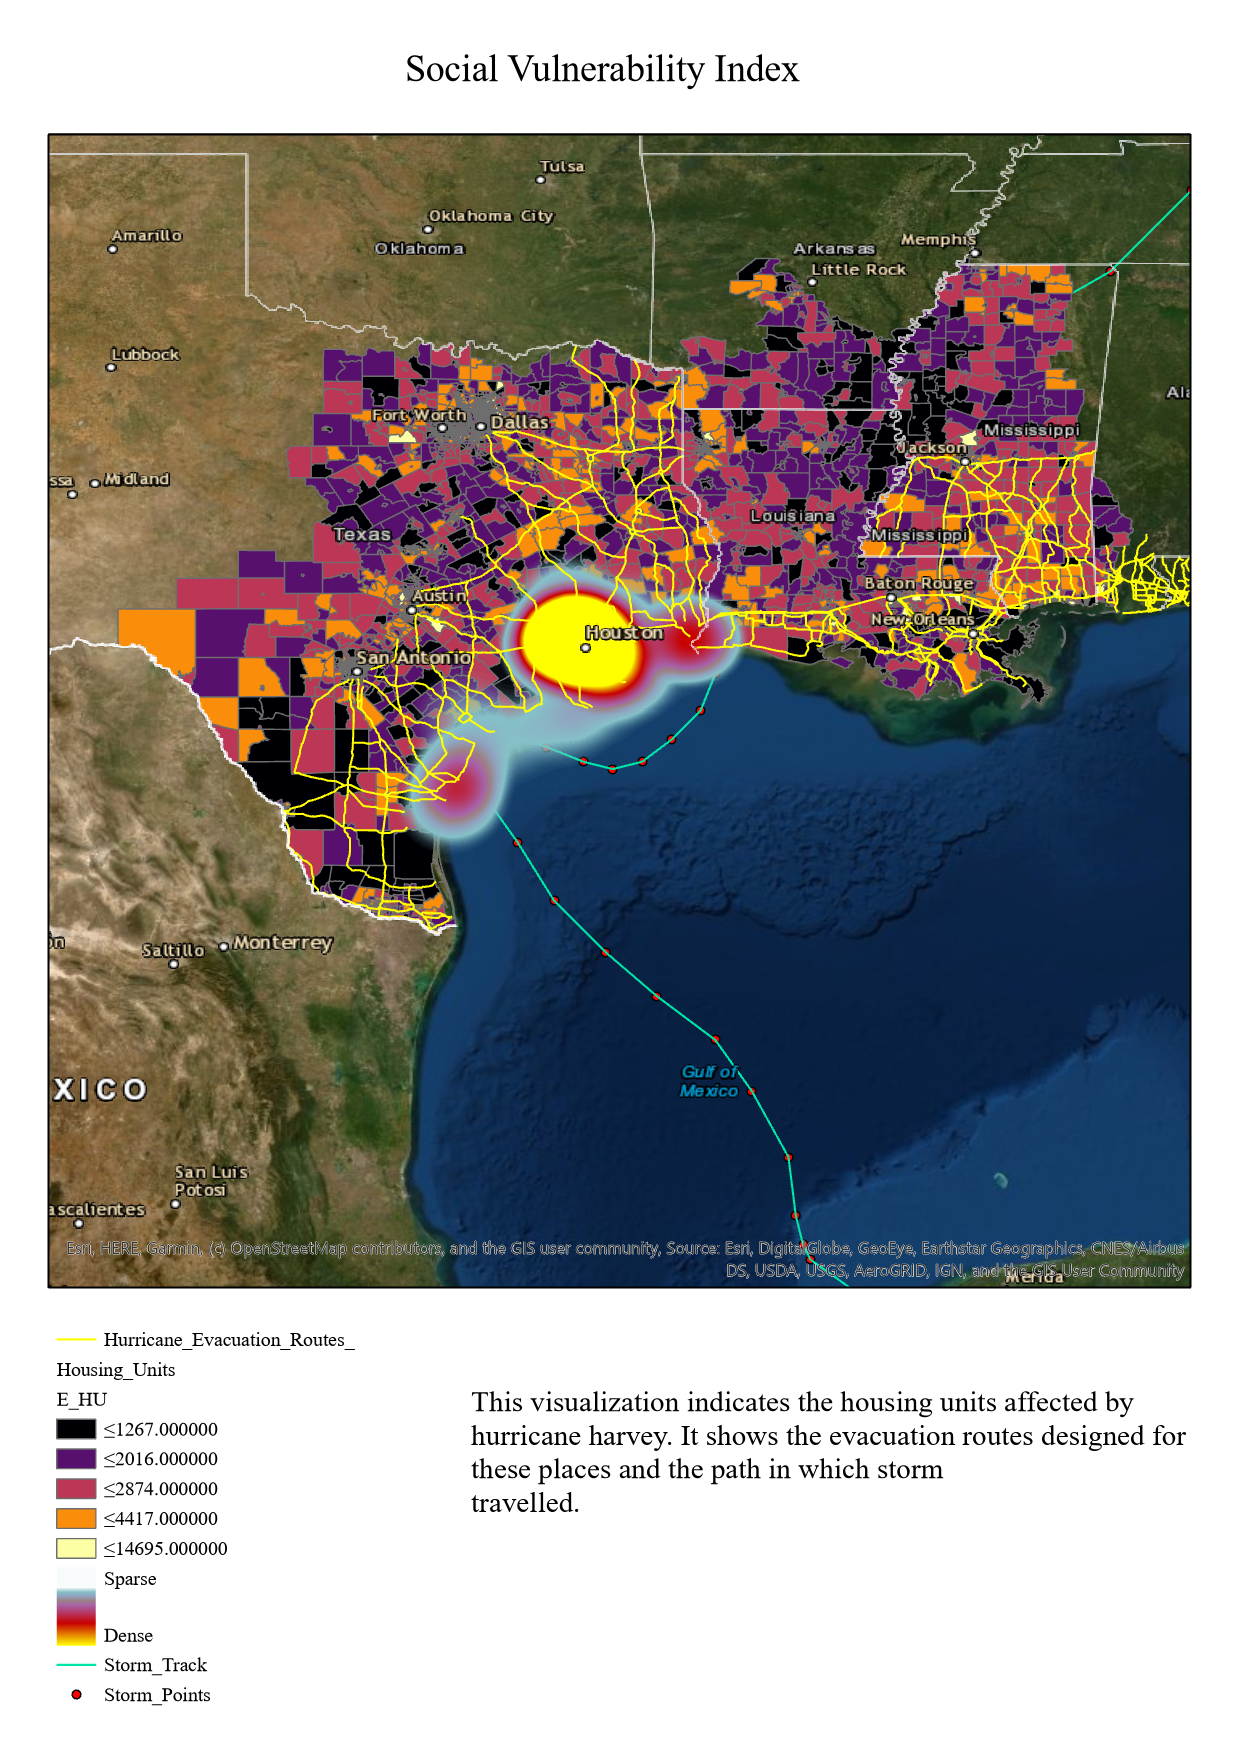 Social Vulnerability Index
Tulsa
Oklahoma City
Amarillo
Oklahoma
Arkansas
Memphis
Little Rock
Lubbock
Fort Worth
Dallas
Ala
Mississippi
Jackson
ssa
Midland
Texas
Louisiana
Mississippi
Austin
Baton Rouge
New Orleans
Houston
San Antonio
Saltillo
Monterrey
XICO
Gulf of
Mexico
San Luis
Potosi
ascalientes
Esri, HERE, Garmin, (c) OpenStreetMap contributors, and the GIS user community, Source: Esri, DigitalGlobe, GeoEye, Earthstar Geographics, CNES/Airbus
DS, USDA, USGS, AeroGRID, IGN, and the GIS User Community
Merida
Hurricane_Evacuation_Routes_
Housing_Units
E_HU
≤1267.000000
≤2016.000000
≤2874.000000
≤4417.000000
≤14695.000000
Sparse
Dense
Storm_Track
Storm_Points
This visualization indicates the housing units affected by
hurricane harvey. It shows the evacuation routes designed for
these places and the path in which storm
travelled.